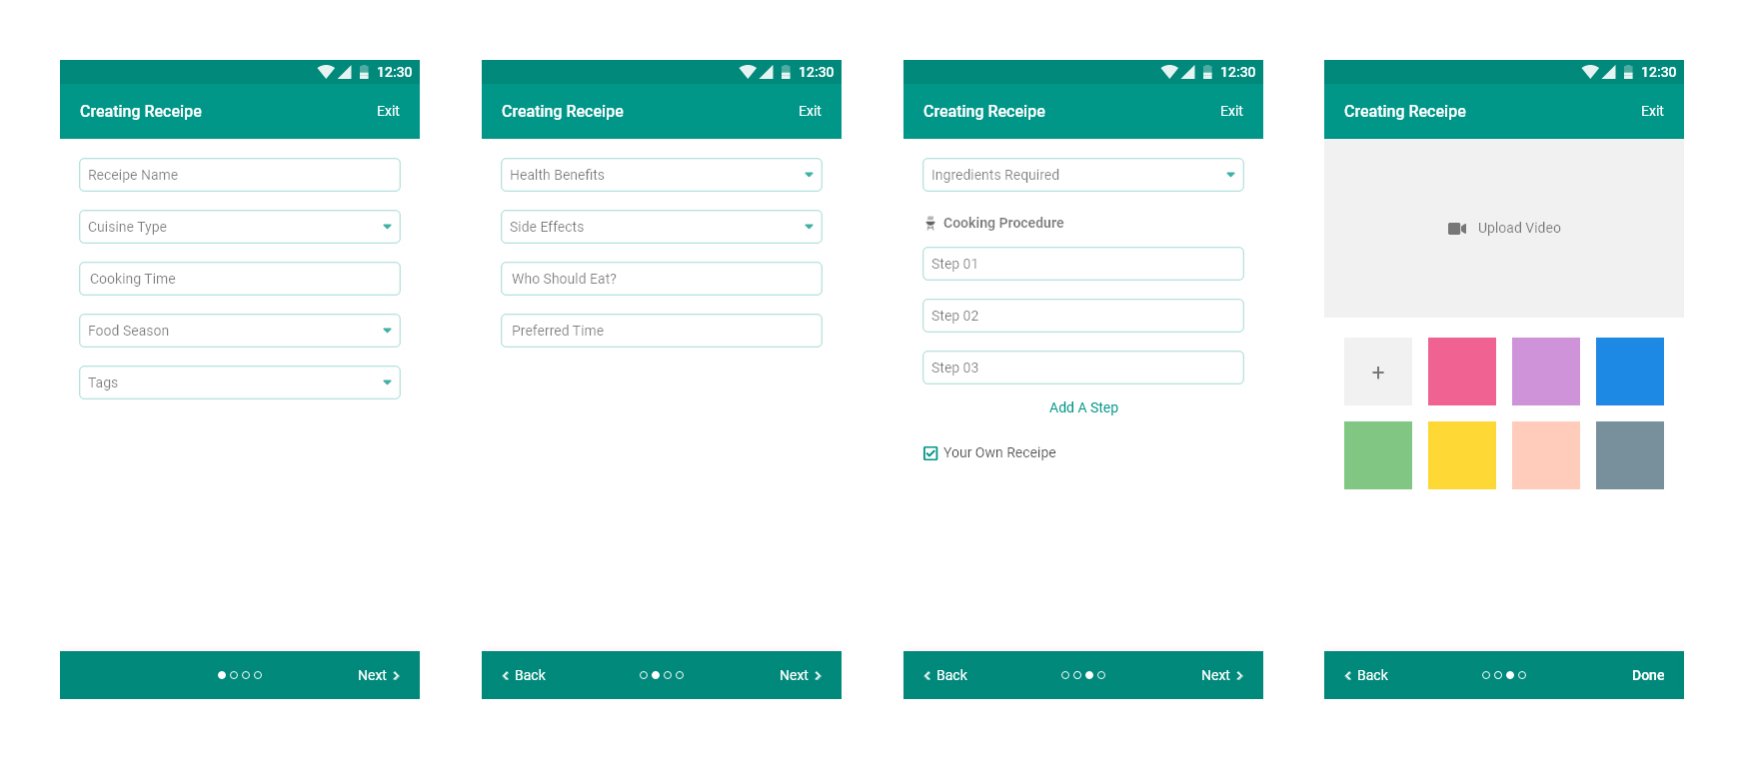 12:30
Creating Receipe Exit
Receipe Name
Cuisine Type
Cooking Time
Food Season
Tags
Next >
12:30
Creating Receipe Exit
Health Benefits
Side Effects
Who Should Eat?
Preferred Time
< Back Next >
12:30
Creating Receipe Exit
Ingredients Required
Cooking Procedure
Step 01
Step 02
Step 03
Add A Step
Your Own Receipe
< Back Next >
12:30
Creating Receipe Exit
Upload Video
+
< Back Done